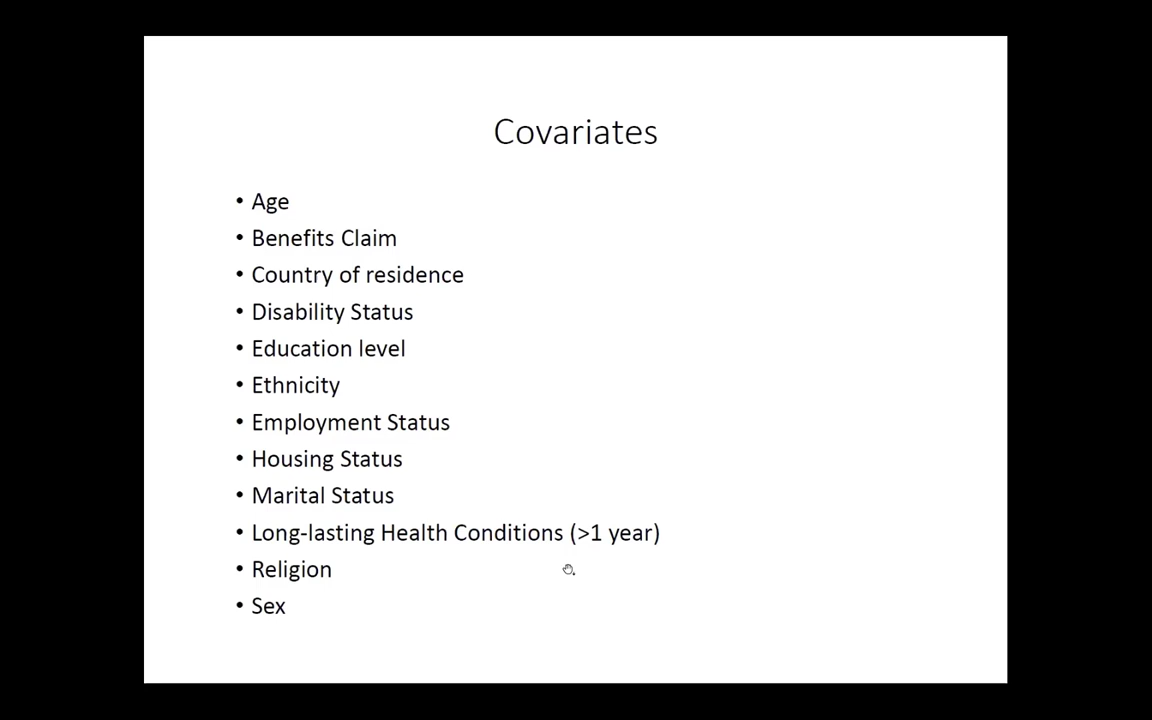 Covariates
• Age
• Benefits Claim
• Country of residence
• Disability Status
• Education level
• Ethnicity
• Employment Status
• Housing Status
• Marital Status
• Long-lasting Health Conditions (>1 year)
• Religion
• Sex